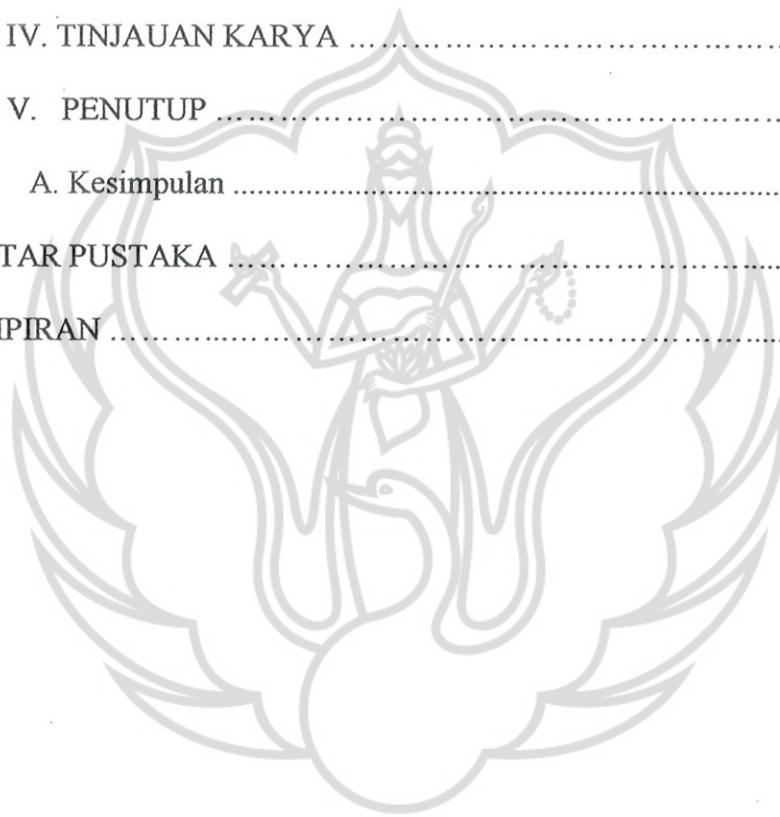 IV. TINJAUAN KARYA ........................................
V. PENUTUP ........................................
A. Kesimpulan ........................................
TAR PUSTAKA ........................................
PIRAN ........................................